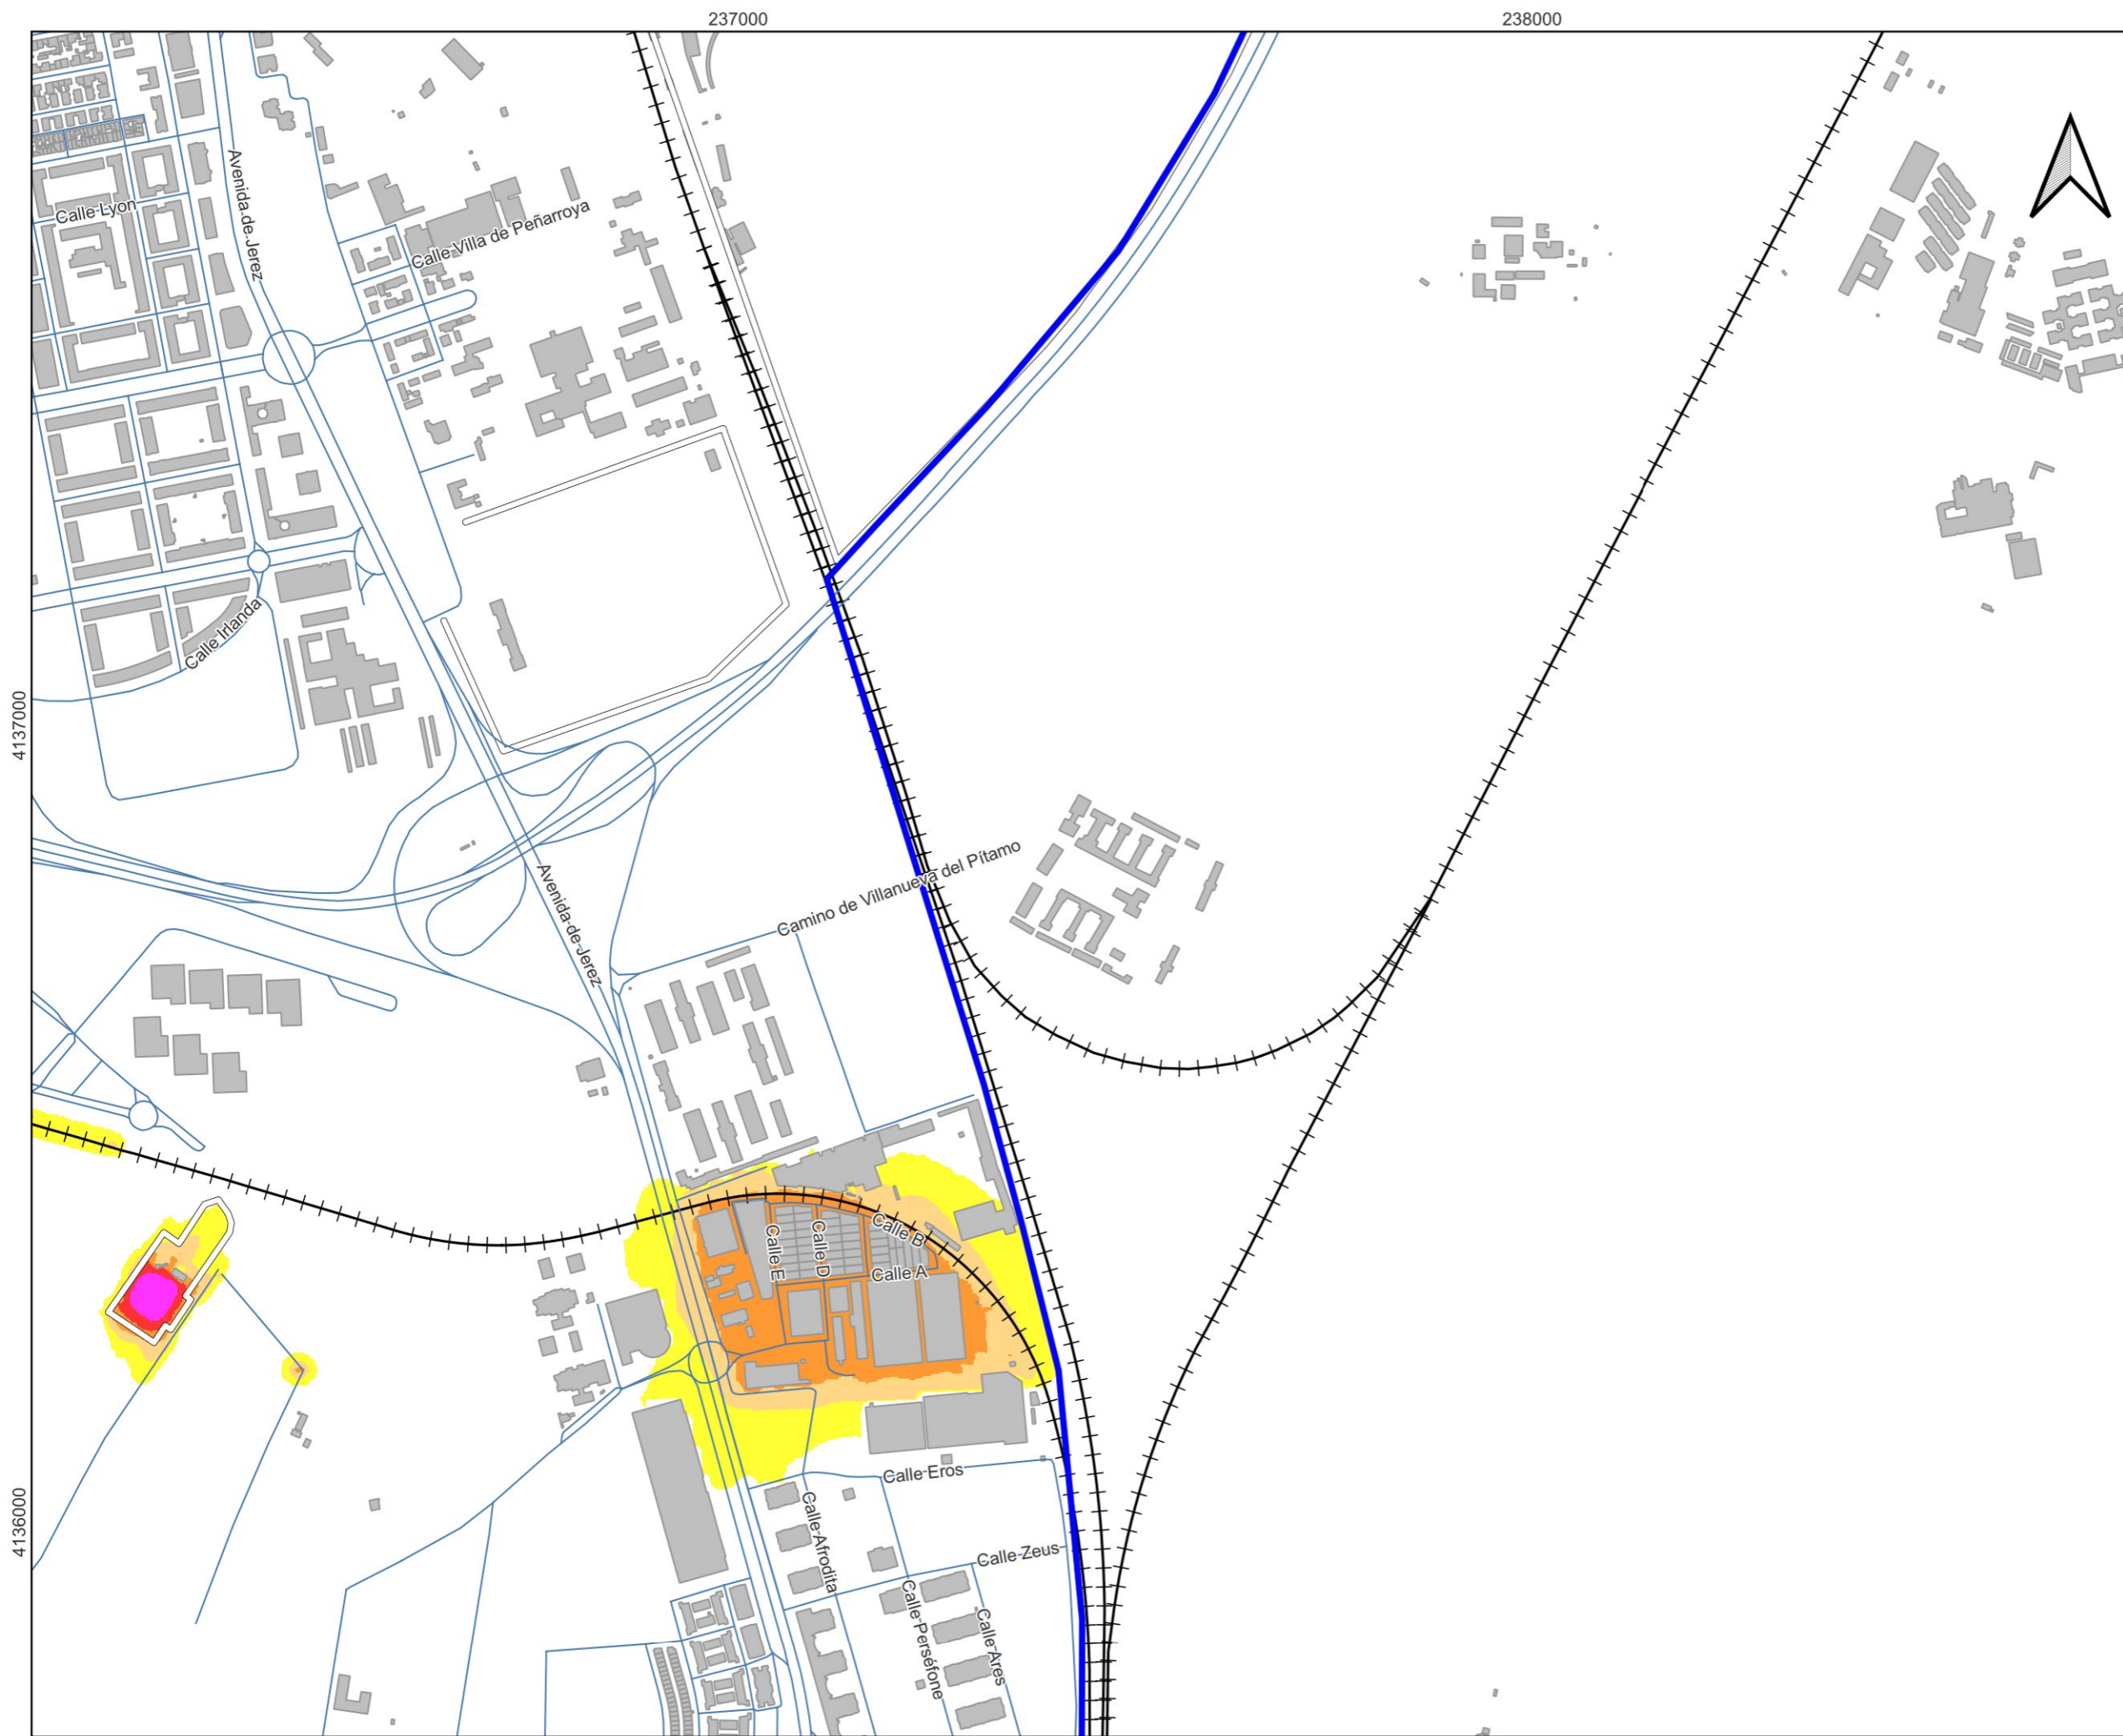 237000
238000
Avenida de Jerez
Calle Lyon
Calle Villa de Peñarroya
Calle Irlanda
4137000
Camino de Villanueva del Pítamo
Avenida de Jerez
Calle B
Calle E
Calle D
Calle A
Calle Eros
4136000
Calle Afrodita
Calle Zeus
Calle Perséfone
Calle Ares